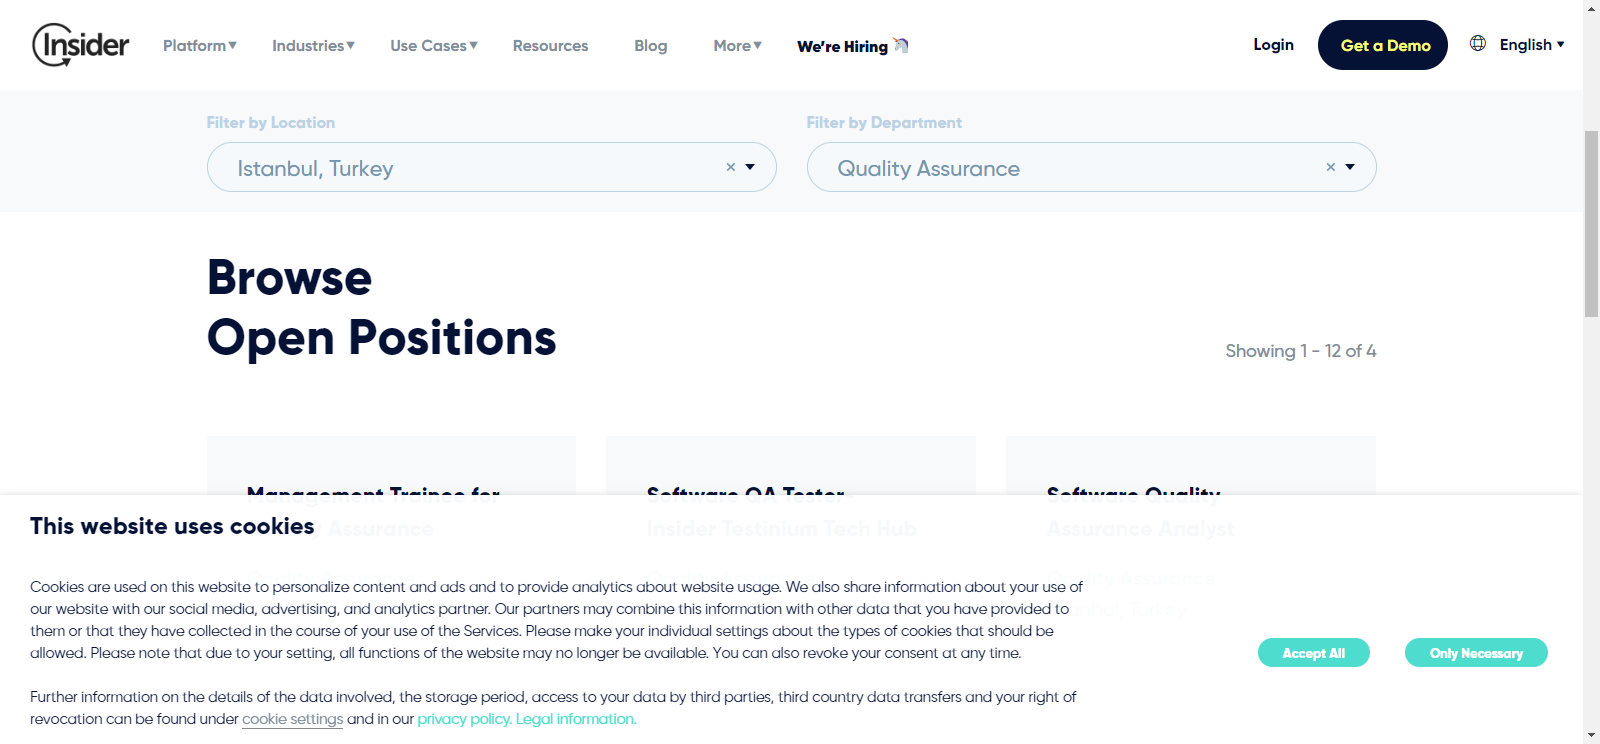 Insider
Platform▼ Industries▼ Use Cases▼ Resources Blog More▼ We're Hiring Login Get a Demo English ▾
Filter by Location Filter by Department
Istanbul, Turkey × Quality Assurance ×
Browse
Open Positions
Showing 1 - 12 of 4
Management Trainee for Software QA Tester Software Quality
Assurance Insider Testinium Tech Hub Assurance Analyst
This website uses cookies
Cookies are used on this website to personalize content and ads and to provide analytics about website usage. We also share information about your use of
our website with our social media, advertising, and analytics partner. Our partners may combine this information with other data that you have provided to
them or that they have collected in the course of your use of the Services. Please make your individual settings about the types of cookies that should be
allowed. Please note that due to your setting, all functions of the website may no longer be available. You can also revoke your consent at any time.
Accept All Only Necessary
Further information on the details of the data involved, the storage period, access to your data by third parties, third country data transfers and your right of
revocation can be found under cookie settings and in our privacy policy. Legal information.